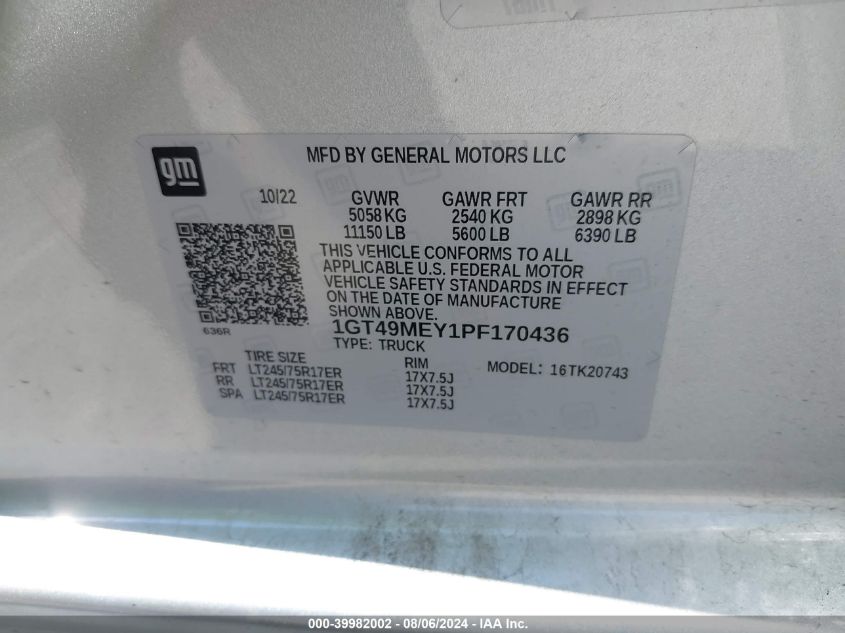 gm
MFD BY GENERAL MOTORS LLC
10/22 GVWR GAWR FRT GAWR RR
5058 KG 2540 KG 2898 KG
11150 LB 5600 LB 6390 LB
THIS VEHICLE CONFORMS TO ALL
APPLICABLE U.S. FEDERAL MOTOR
VEHICLE SAFETY STANDARDS IN EFFECT
ON THE DATE OF MANUFACTURE
SHOWN ABOVE.
636R
1GT49MEY1PF170436
TYPE: TRUCK
TIRE SIZE RIM MODEL: 16TK20743
FRT LT245/75R17ER 17X7.5J
RR LT245/75R17ER 17X7.5J
SPA LT245/75R17ER 17X7.5J
000-39982002 - 08/06/2024 - IAA Inc.